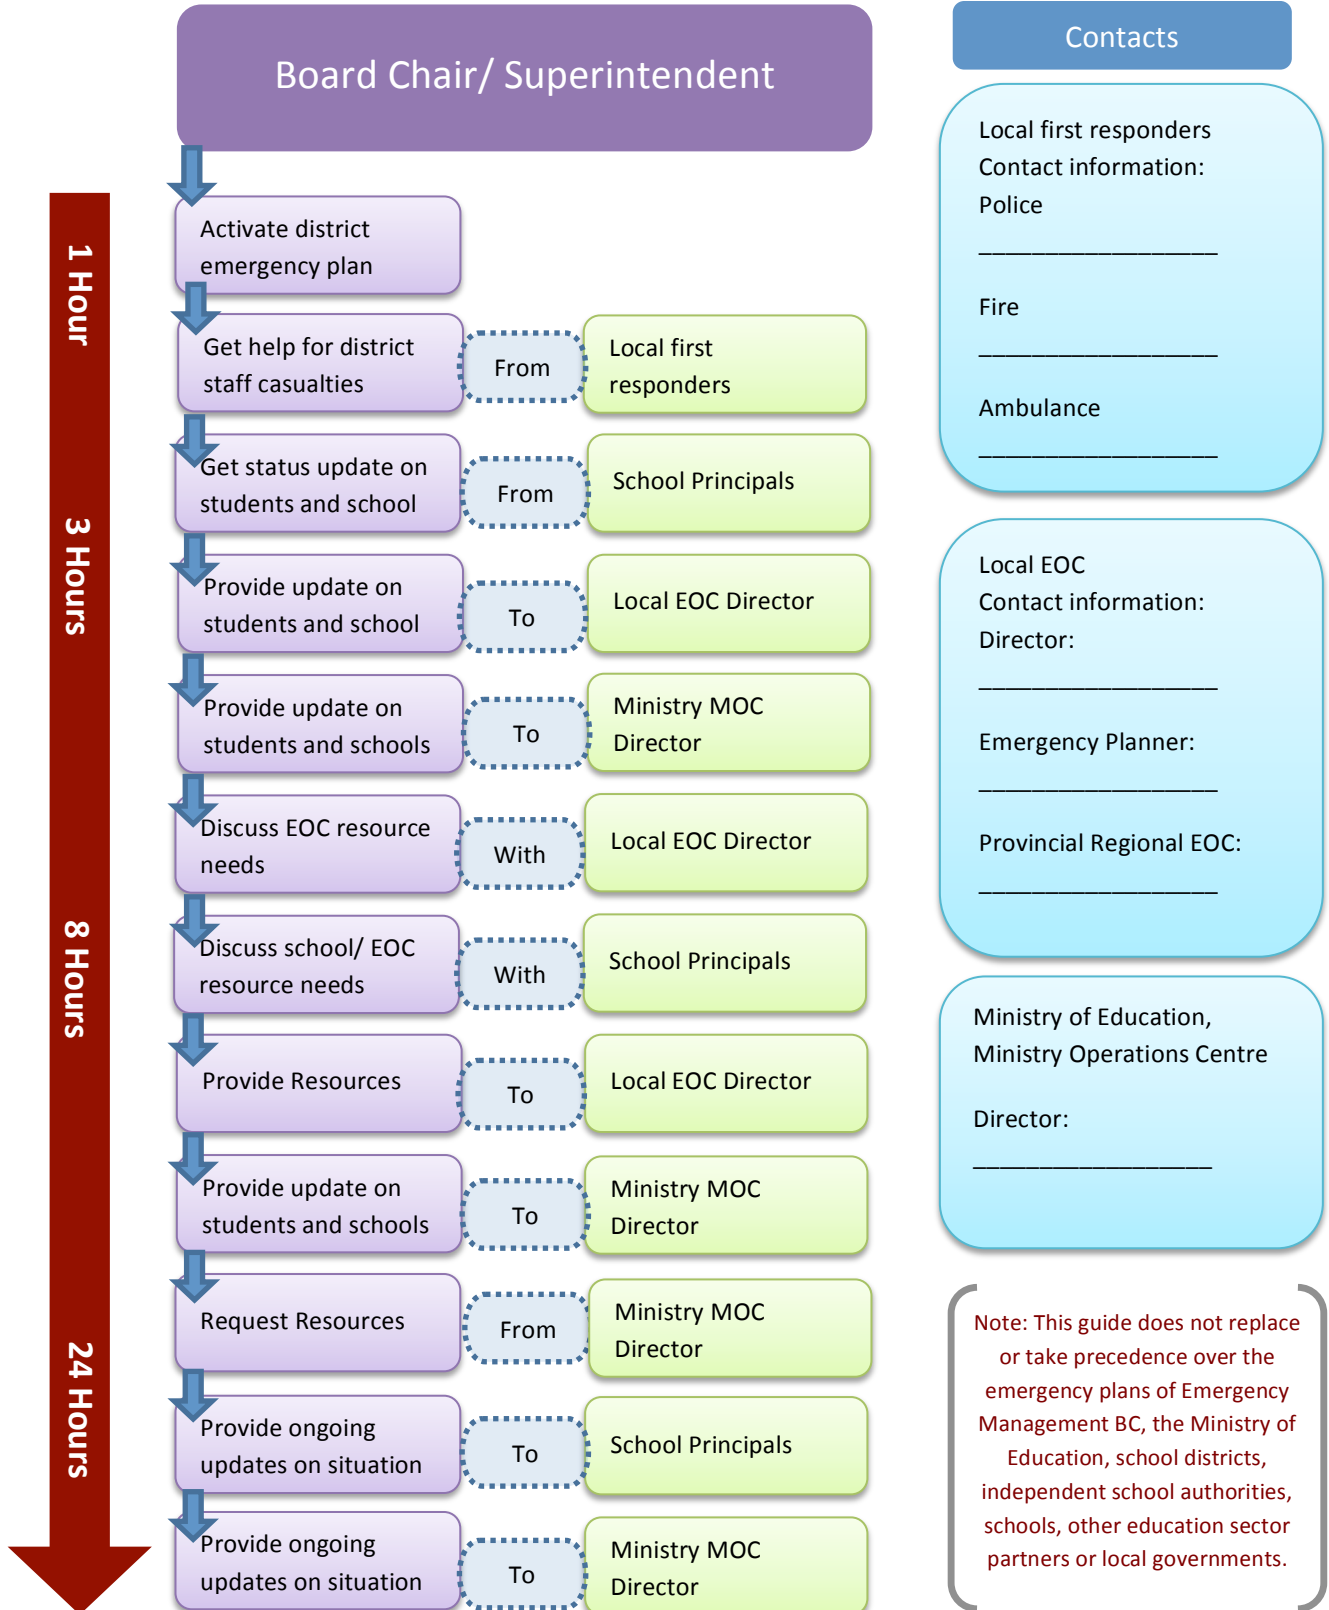 Board Chair/ Superintendent
1 Hour
3 Hours
8 Hours
24 Hours
Activate district
emergency plan
Get help for district
staff casualties
From
Local first
responders
Get status update on
students and school
From
School Principals
Provide update on
students and school
To
Local EOC Director
Provide update on
students and schools
To
Ministry MOC
Director
Discuss EOC resource
needs
With
Local EOC Director
Discuss school/ EOC
resource needs
With
School Principals
Provide Resources
To
Local EOC Director
Provide update on
students and schools
To
Ministry MOC
Director
Request Resources
From
Ministry MOC
Director
Provide ongoing
updates on situation
To
School Principals
Provide ongoing
updates on situation
To
Ministry MOC
Director
Contacts
Local first responders
Contact information:
Police
__________________
Fire
__________________
Ambulance
__________________
Local EOC
Contact information:
Director:
__________________
Emergency Planner:
__________________
Provincial Regional EOC:
__________________
Ministry of Education,
Ministry Operations Centre
Director:
__________________
Note: This guide does not replace
or take precedence over the
emergency plans of Emergency
Management BC, the Ministry of
Education, school districts,
independent school authorities,
schools, other education sector
partners or local governments.